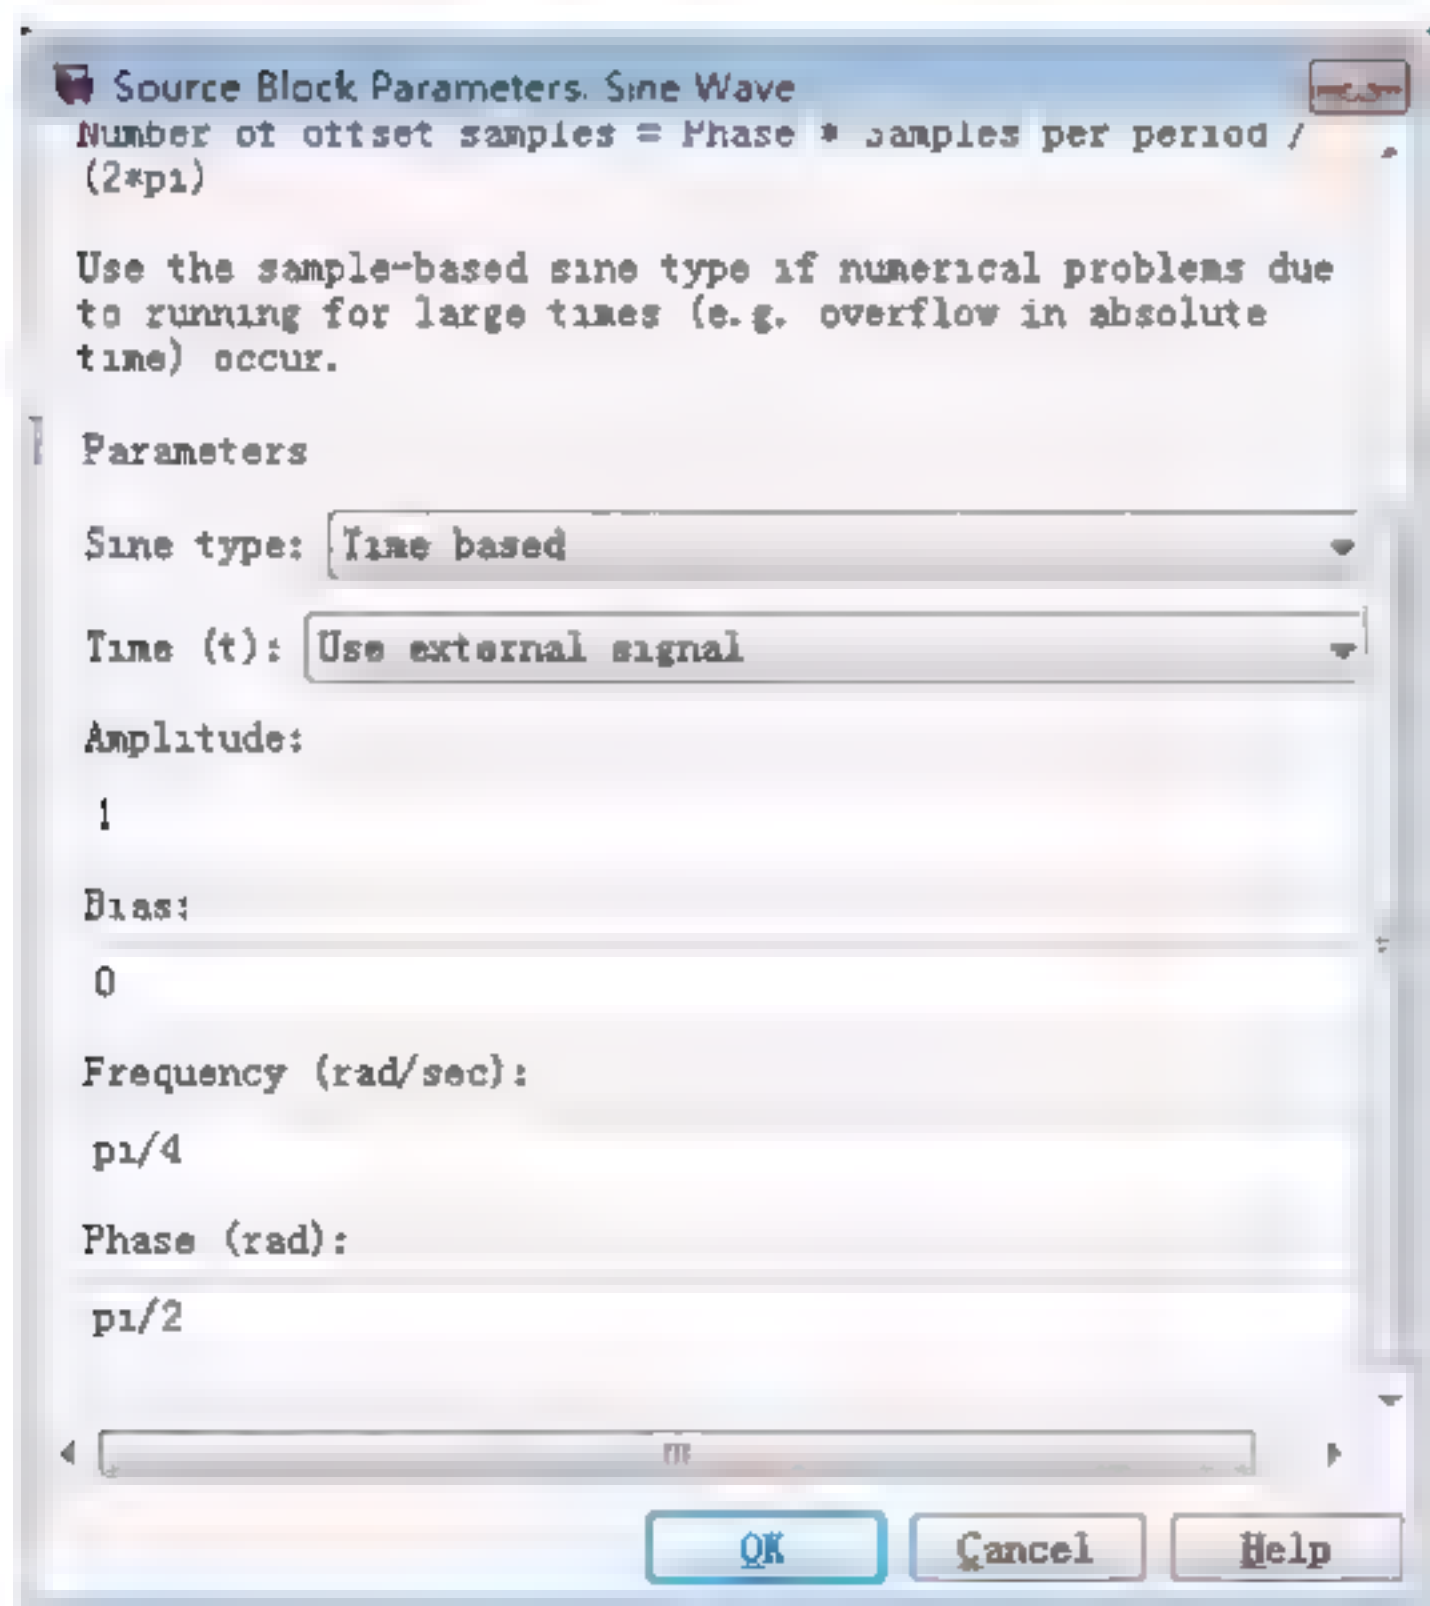 Source Block Parameters: Sine Wave
Number of offset samples = Phase * Samples per period /
(2*pi)
Use the sample-based sine type if numerical problems due
to running for large times (e.g. overflow in absolute
time) occur.
Parameters
Sine type: Time based
Time (t): Use external signal
Amplitude:
1
Bias:
0
Frequency (rad/sec):
pi/4
Phase (rad):
pi/2
OK Cancel Help